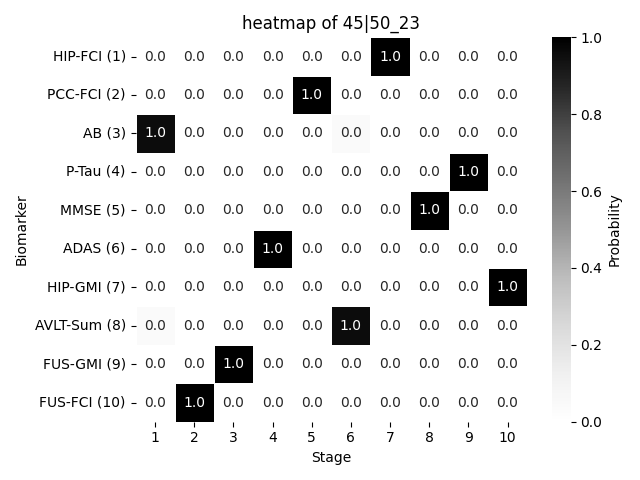 heatmap of 45|50_23
HIP-FCI (1) 0.0 0.0 0.0 0.0 0.0 0.0 1.0 0.0 0.0 0.0
PCC-FCI (2) 0.0 0.0 0.0 0.0 1.0 0.0 0.0 0.0 0.0 0.0
AB (3) 1.0 0.0 0.0 0.0 0.0 0.0 0.0 0.0 0.0 0.0
P-Tau (4) 0.0 0.0 0.0 0.0 0.0 0.0 0.0 0.0 1.0 0.0
MMSE (5) 0.0 0.0 0.0 0.0 0.0 0.0 0.0 1.0 0.0 0.0
ADAS (6) 0.0 0.0 0.0 1.0 0.0 0.0 0.0 0.0 0.0 0.0
HIP-GMI (7) 0.0 0.0 0.0 0.0 0.0 0.0 0.0 0.0 0.0 1.0
AVLT-Sum (8) 0.0 0.0 0.0 0.0 0.0 1.0 0.0 0.0 0.0 0.0
FUS-GMI (9) 0.0 0.0 1.0 0.0 0.0 0.0 0.0 0.0 0.0 0.0
FUS-FCI (10) 0.0 1.0 0.0 0.0 0.0 0.0 0.0 0.0 0.0 0.0
1 2 3 4 5 6 7 8 9 10
Stage
Biomarker
1.0
0.8
0.6
0.4
0.2
0.0
Probability